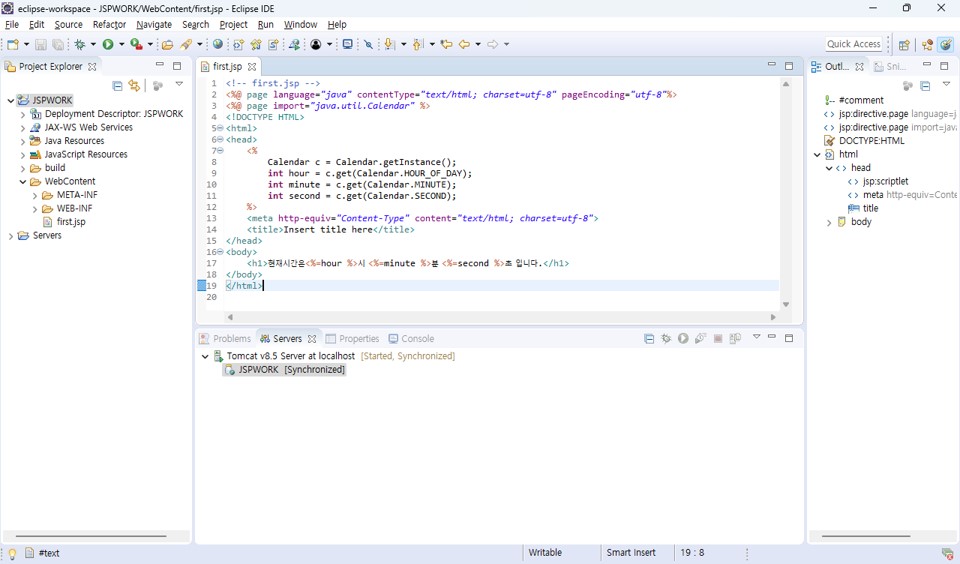 eclipse-workspace - JSPWORK/WebContent/first.jsp - Eclipse IDE
File Edit Source Refactor Navigate Search Project Run Window Help
Quick Access
Project Explorer
JSPWORK
Deployment Descriptor: JSPWORK
JAX-WS Web Services
Java Resources
JavaScript Resources
build
WebContent
META-INF
WEB-INF
first.jsp
Servers
first.jsp
1 <!-- first.jsp -->
2 <%@ page language="java" contentType="text/html; charset=utf-8" pageEncoding="utf-8"%>
3 <%@ page import="java.util.Calendar" %>
4 <!DOCTYPE HTML>
5 <html>
6 <head>
7 <%
8 Calendar c = Calendar.getInstance();
9 int hour = c.get(Calendar.HOUR_OF_DAY);
10 int minute = c.get(Calendar.MINUTE);
11 int second = c.get(Calendar.SECOND);
12 %>
13 <meta http-equiv="Content-Type" content="text/html; charset=utf-8">
14 <title>Insert title here</title>
15 </head>
16 <body>
17 <h1>현재시간은<%=hour %>시 <%=minute %>분 <%=second %>초 입니다.</h1>
18 </body>
19 </html>
20
Outl...
Sni...
#comment
jsp:directive.page language=j
jsp:directive.page import=java
DOCTYPE:HTML
html
head
jsp:scriptlet
meta http-equiv=Conte
title
body
Problems Servers Properties Console
Tomcat v8.5 Server at localhost [Started, Synchronized]
JSPWORK [Synchronized]
#text
Writable
Smart Insert
19 : 8